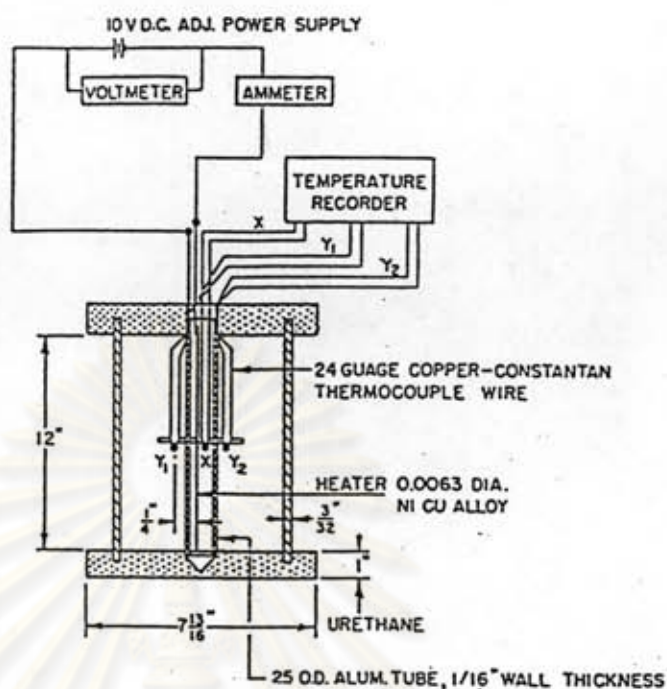 10 V D.C. ADJ. POWER SUPPLY
VOLTMETER
AMMETER
TEMPERATURE
RECORDER
X
Y1
Y2
24 GUAGE COPPER-CONSTANTAN
THERMOCOUPLE WIRE
12"
Y1 X Y2
HEATER 0.0063 DIA.
NI CU ALLOY
1/4"
3"/32
1"
7 13/16"
URETHANE
25 O.D. ALUM. TUBE, 1/16" WALL THICKNESS